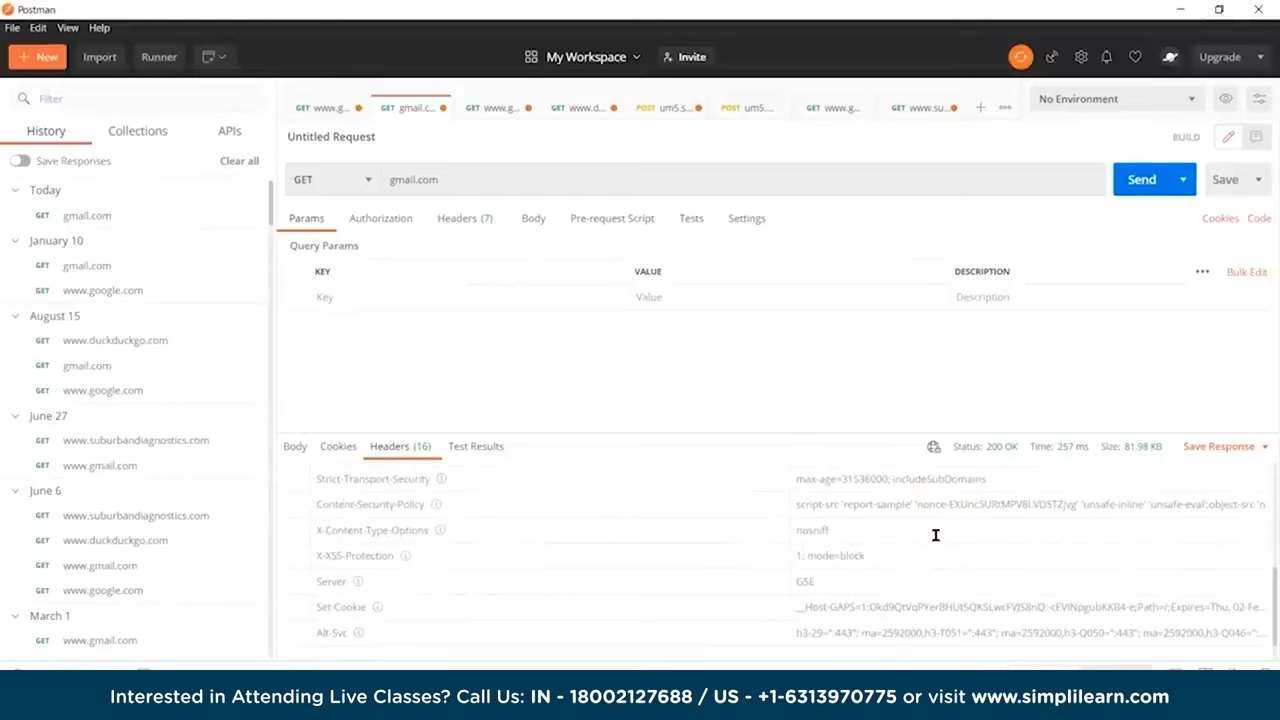 Postman
File Edit View Help
+ New Import Runner My Workspace Invite Upgrade
Filter
History Collections APIs
Save Responses Clear all
Today
GET gmail.com
January 10
GET gmail.com
GET www.google.com
August 15
GET www.duckduckgo.com
GET gmail.com
GET www.google.com
June 27
GET www.suburbandiagnostics.com
GET www.gmail.com
June 6
GET www.suburbandiagnostics.com
GET www.duckduckgo.com
GET www.gmail.com
GET www.google.com
March 1
GET www.gmail.com
GET www.g... GET gmail.c... GET www.g... GET www.d... POST um5.s... POST um5.... GET www.g... GET www.su... + ... No Environment
Untitled Request BUILD
GET gmail.com Send Save
Params Authorization Headers (7) Body Pre-request Script Tests Settings Cookies Code
Query Params
KEY VALUE DESCRIPTION ... Bulk Edit
Key Value Description
Body Cookies Headers (16) Test Results Status: 200 OK Time: 257 ms Size: 81.98 KB Save Response
Strict-Transport-Security max-age=31536000; includeSubDomains
Content-Security-Policy script-src 'report-sample' 'unsafe-inline' 'unsafe-eval';object-src 'n
X-Content-Type-Options nosniff
X-XSS-Protection 1; mode=block
Server GSE
Set-Cookie Expires=Thu, 02-Fe...
Alt-Svc h3-29=":443"; ma=2592000,h3-T051=":443"; ma=2592000,h3-Q050=":443"; ma=2592000,h3-Q046=":...
Interested in Attending Live Classes? Call Us: IN - 18002127688 / US - +1-6313970775 or visit www.simplilearn.com